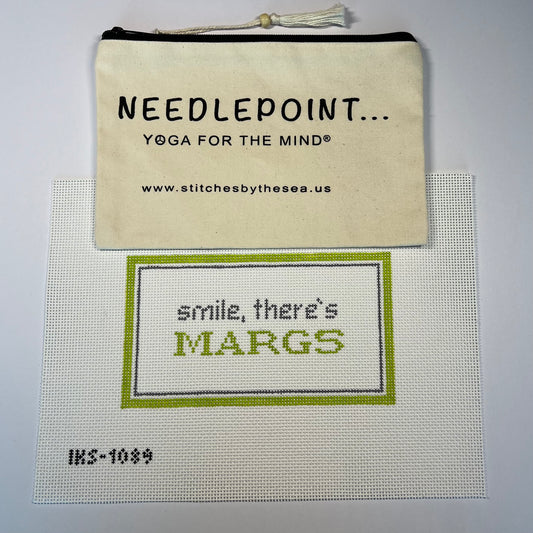 NEEDLEPOINT...
YOGA FOR THE MIND®
www.stitchesbythesea.us
smile, there's
MARGS
IKS-1089